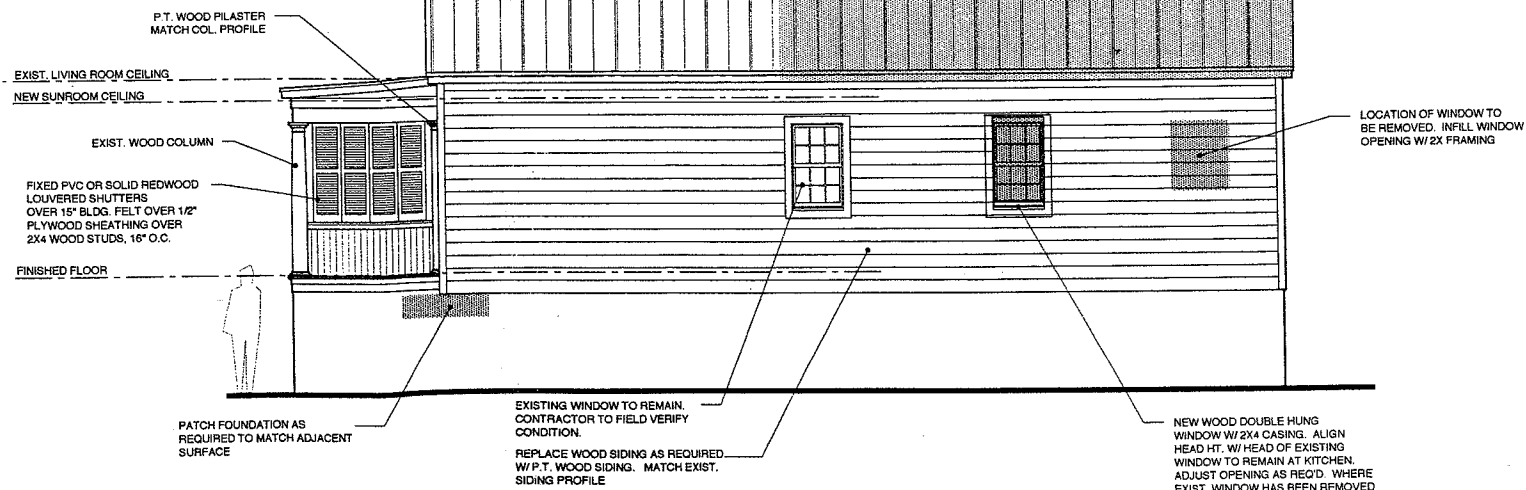 P.T. WOOD PILASTER
MATCH COL. PROFILE
EXIST. LIVING ROOM CEILING
NEW SUNROOM CEILING
EXIST. WOOD COLUMN
FIXED PVC OR SOLID REDWOOD
LOUVERED SHUTTERS
OVER 15" BLDG. FELT OVER 1/2"
PLYWOOD SHEATHING OVER
2X4 WOOD STUDS, 16" O.C.
FINISHED FLOOR
LOCATION OF WINDOW TO
BE REMOVED. INFILL WINDOW
OPENING W/ 2X FRAMING
PATCH FOUNDATION AS
REQUIRED TO MATCH ADJACENT
SURFACE
EXISTING WINDOW TO REMAIN.
CONTRACTOR TO FIELD VERIFY
CONDITION.
REPLACE WOOD SIDING AS REQUIRED
W/ P.T. WOOD SIDING. MATCH EXIST.
SIDING PROFILE
NEW WOOD DOUBLE HUNG
WINDOW W/ 2X4 CASING. ALIGN
HEAD HT. W/ HEAD OF EXISTING
WINDOW TO REMAIN AT KITCHEN.
ADJUST OPENING AS REQ'D. WHERE
EXIST. WINDOW HAS BEEN REMOVED